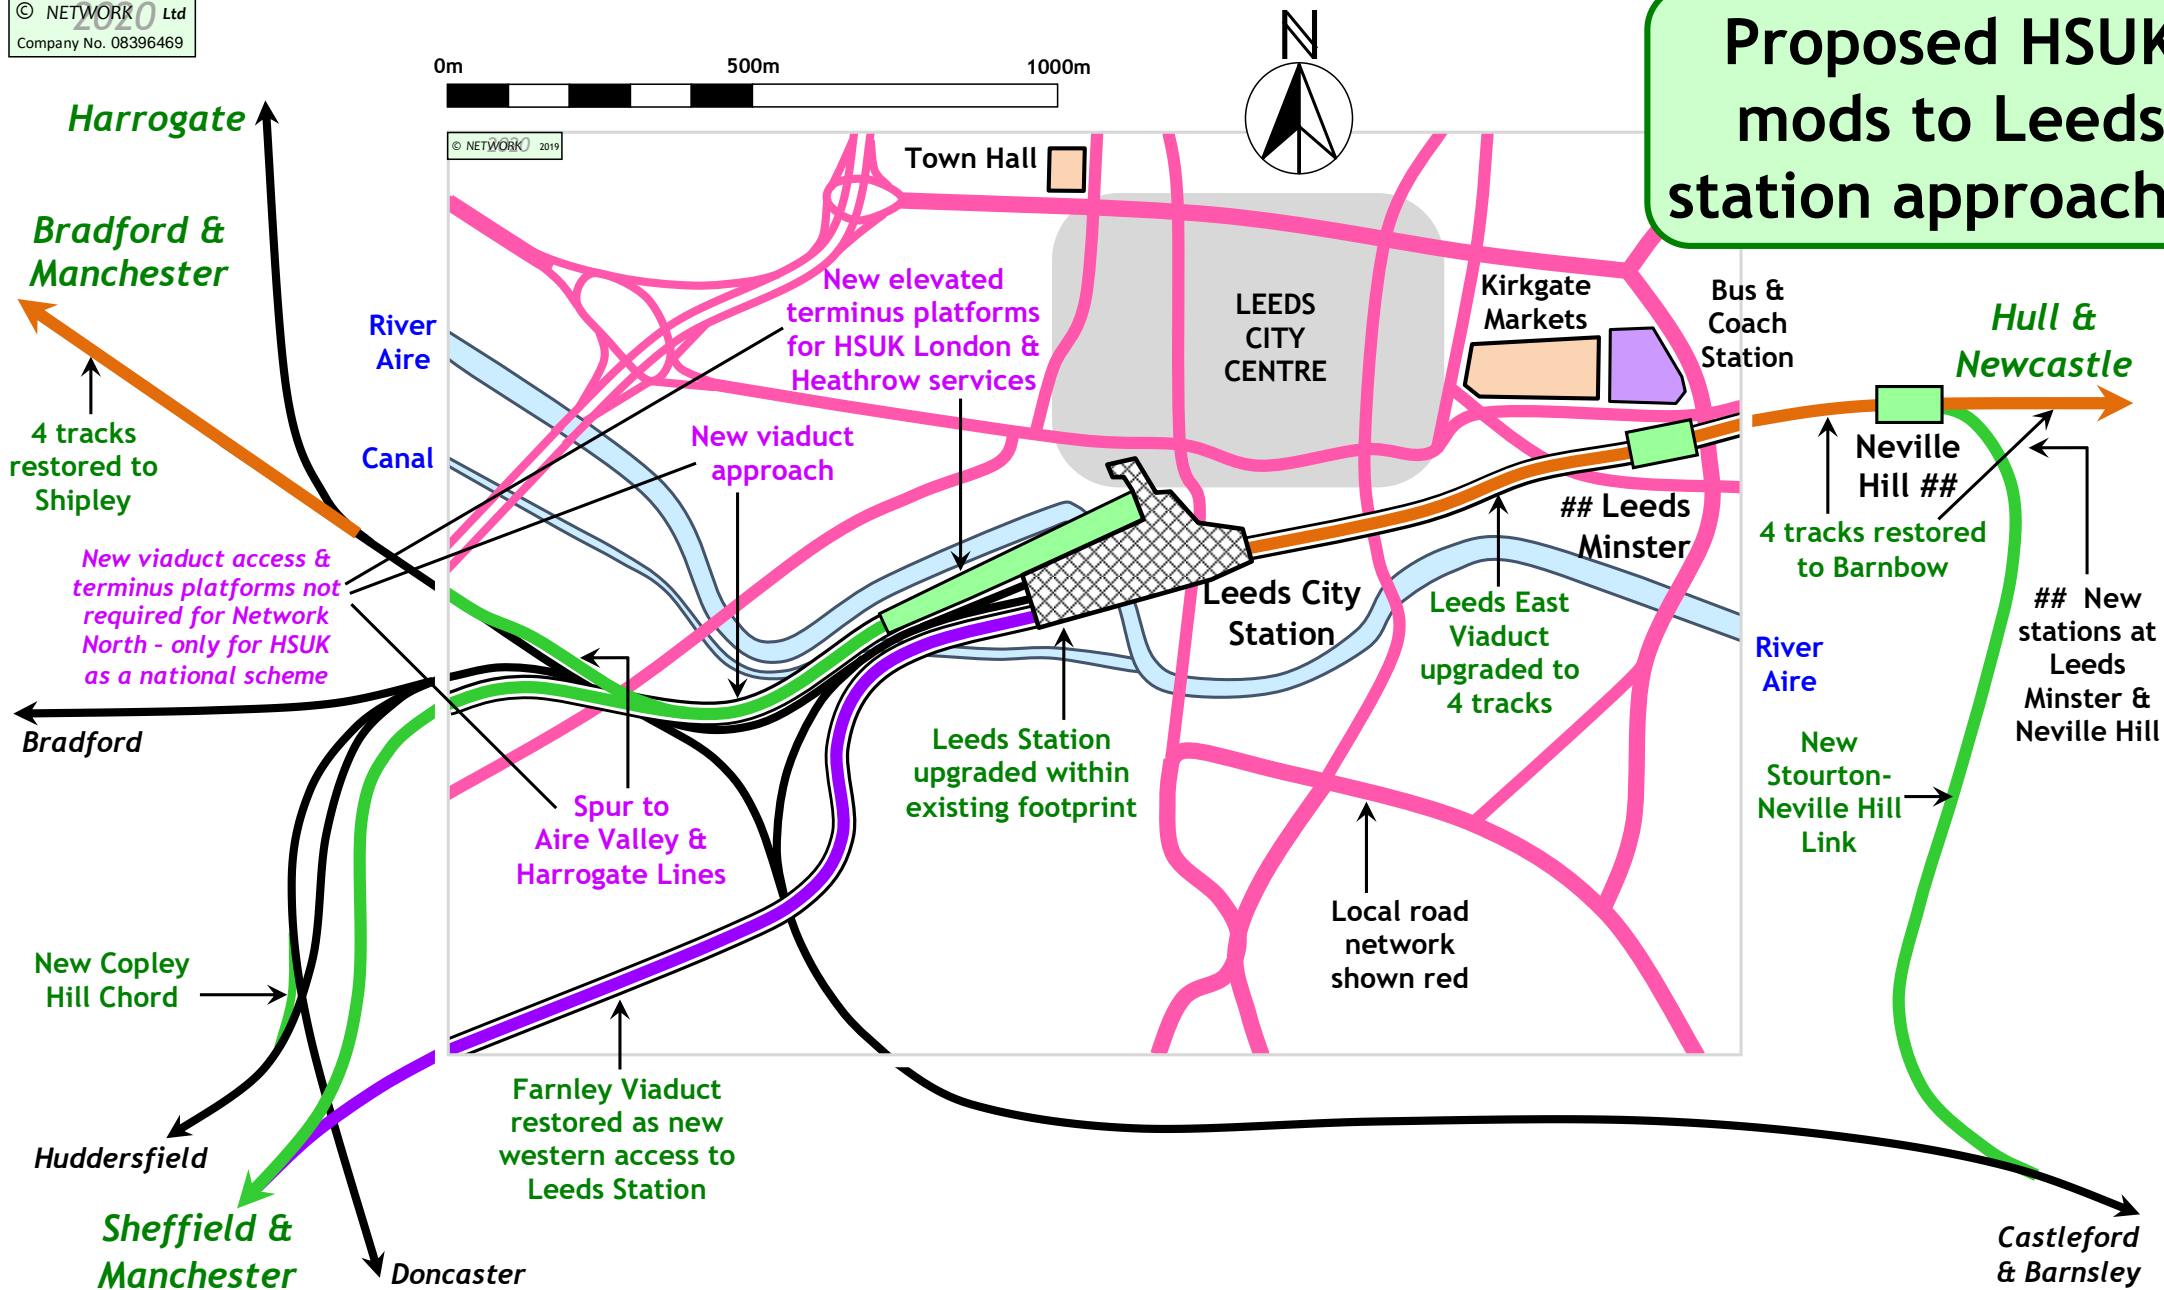 © NETWORK 2020 Ltd
Company No. 08396469
0m
500m
1000m
N
Proposed HSUK
mods to Leeds
station approach
Harrogate
© NETWORK 2020 2019
Town Hall
Bradford &
Manchester
New elevated
terminus platforms
for HSUK London &
Heathrow services
LEEDS
CITY
CENTRE
Kirkgate
Markets
Bus &
Coach
Station
Hull &
Newcastle
River
Aire
Canal
4 tracks
restored to
Shipley
New viaduct
approach
Neville
Hill ##
## Leeds
Minster
4 tracks restored
to Barnbow
New viaduct access &
terminus platforms not
required for Network
North - only for HSUK
as a national scheme
Leeds City
Station
Leeds East
Viaduct
upgraded to
4 tracks
## New
stations at
Leeds
Minster &
Neville Hill
River
Aire
Bradford
Leeds Station
upgraded within
existing footprint
New
Stourton-
Neville Hill
Link
Spur to
Aire Valley &
Harrogate Lines
Local road
network
shown red
New Copley
Hill Chord
Farnley Viaduct
restored as new
western access to
Leeds Station
Huddersfield
Sheffield &
Manchester
Doncaster
Castleford
& Barnsley